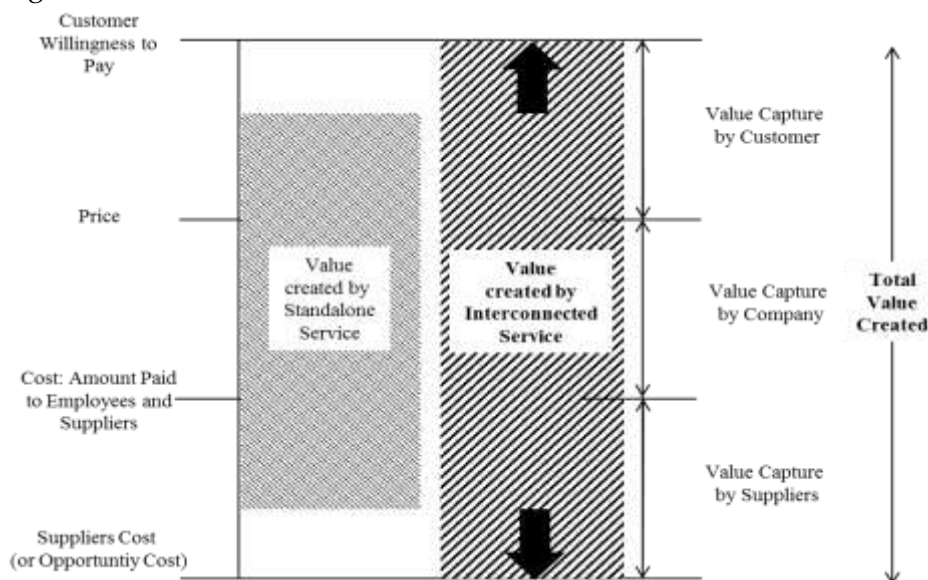 Customer
Willingness to
Pay
Price
Cost: Amount Paid
to Employees and
Suppliers
Suppliers Cost
(or Opportuntiy Cost)
Value
created by
Standalone
Service
Value
created by
Interconnected
Service
Value Capture
by Customer
Value Capture
by Company
Value Capture
by Suppliers
Total
Value
Created